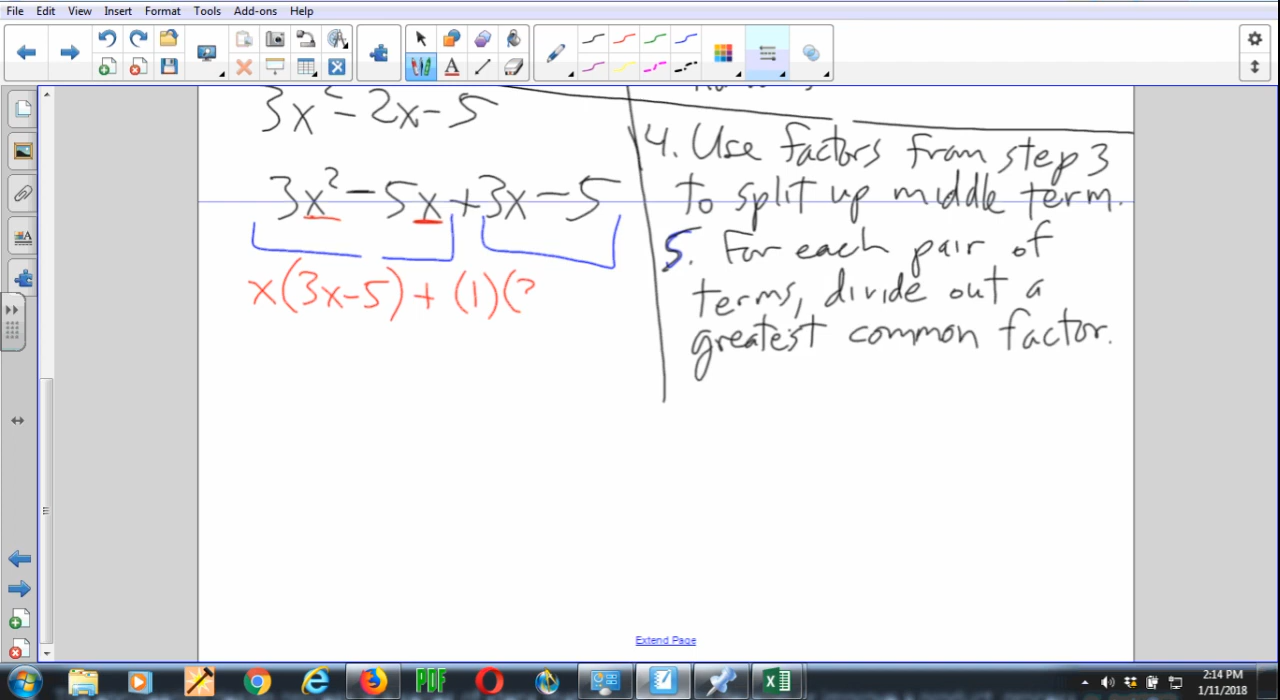 File Edit View Insert Format Tools Add-ons Help
3x² - 2x - 5
3x² - 5x + 3x - 5
x(3x-5) + (1)(3
4. Use factors from step 3
to split up middle term.
5. For each pair of
terms, divide out a
greatest common factor.
Extend Page
PDF
2:14 PM
1/11/2018